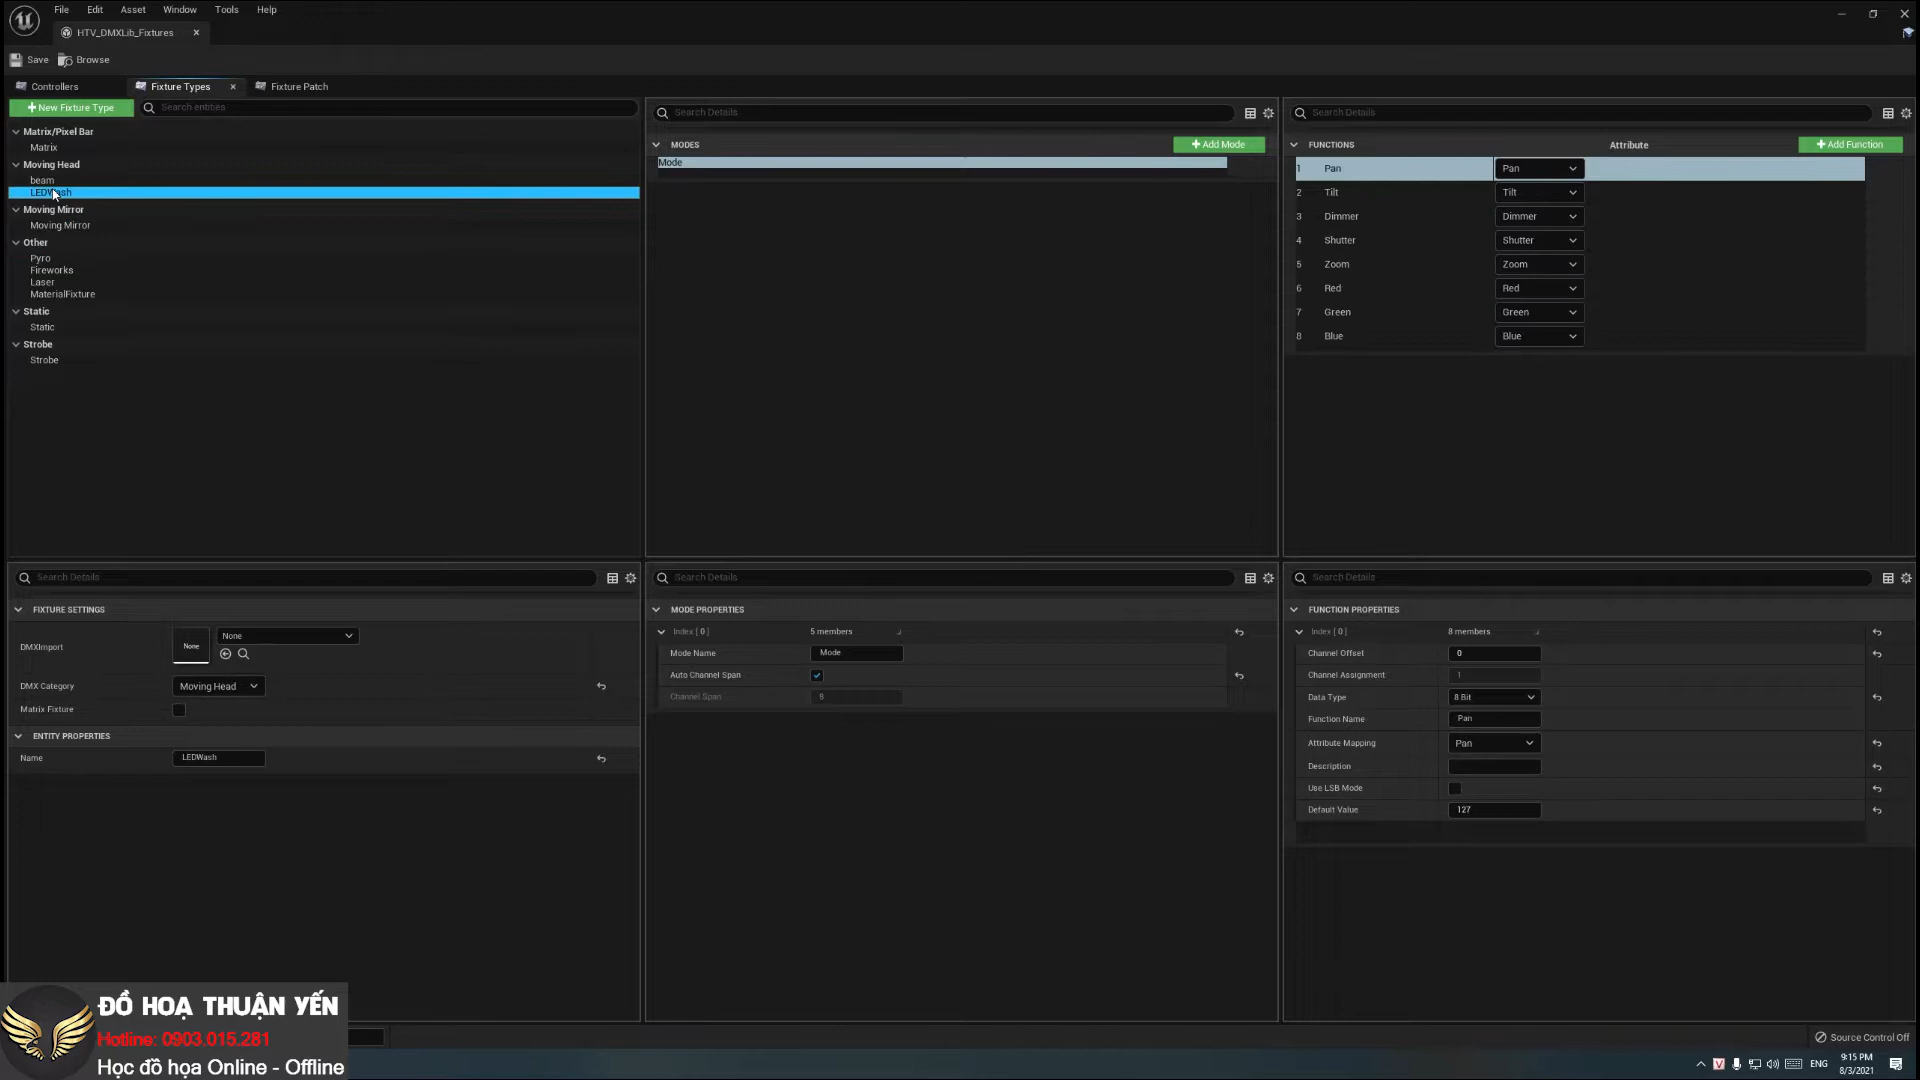 File Edit Asset Window Tools Help
HTV_DMXLib_Fixtures
Save Browse
Controllers Fixture Types Fixture Patch
New Fixture Type
Search entities
Matrix/Pixel Bar
Matrix
Moving Head
beam
LEDWash
Moving Mirror
Moving Mirror
Other
Pyro
Fireworks
Laser
MaterialFixture
Static
Static
Strobe
Strobe
Search Details
MODES
Add Mode
Mode
Search Details
FUNCTIONS Attribute
Add Function
1 Pan Pan
2 Tilt Tilt
3 Dimmer Dimmer
4 Shutter Shutter
5 Zoom Zoom
6 Red Red
7 Green Green
8 Blue Blue
Search Details
FIXTURE SETTINGS
DMXImport None None
DMX Category Moving Head
Matrix Fixture
ENTITY PROPERTIES
Name LEDWash
Search Details
MODE PROPERTIES
Index [ 0 ] 5 members
Mode Name Mode
Auto Channel Span
Channel Span 8
Search Details
FUNCTION PROPERTIES
Index [ 0 ] 8 members
Channel Offset 0
Channel Assignment 1
Data Type 8 Bit
Function Name Pan
Attribute Mapping Pan
Description
Use LSB Mode
Default Value 127
ĐỒ HOẠ THUẬN YẾN
Hotline: 0903.015.281
Học đồ họa Online - Offline
Source Control Off
ENG
9:15 PM
8/3/2021